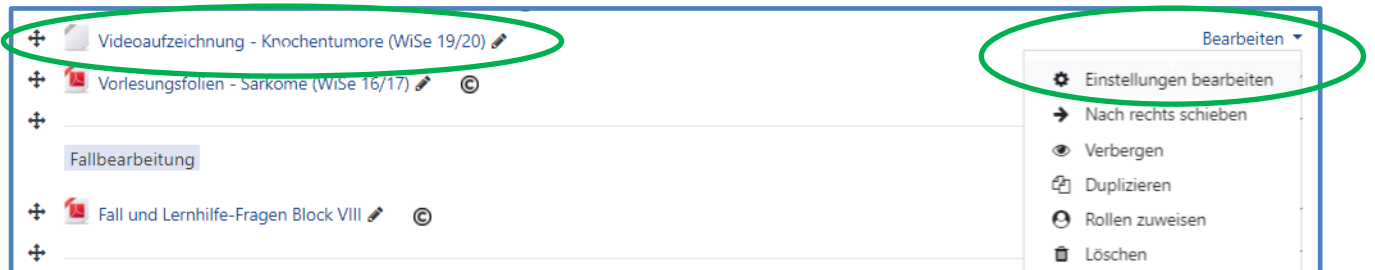 Videoaufzeichnung - Knochentumore (WiSe 19/20)
Bearbeiten
Einstellungen bearbeiten
Vorlesungsfolien - Sarkome (WiSe 16/17) ©
Nach rechts schieben
Verbergen
Fallbearbeitung
Duplizieren
Fall und Lernhilfe-Fragen Block VIII ©
Rollen zuweisen
Löschen